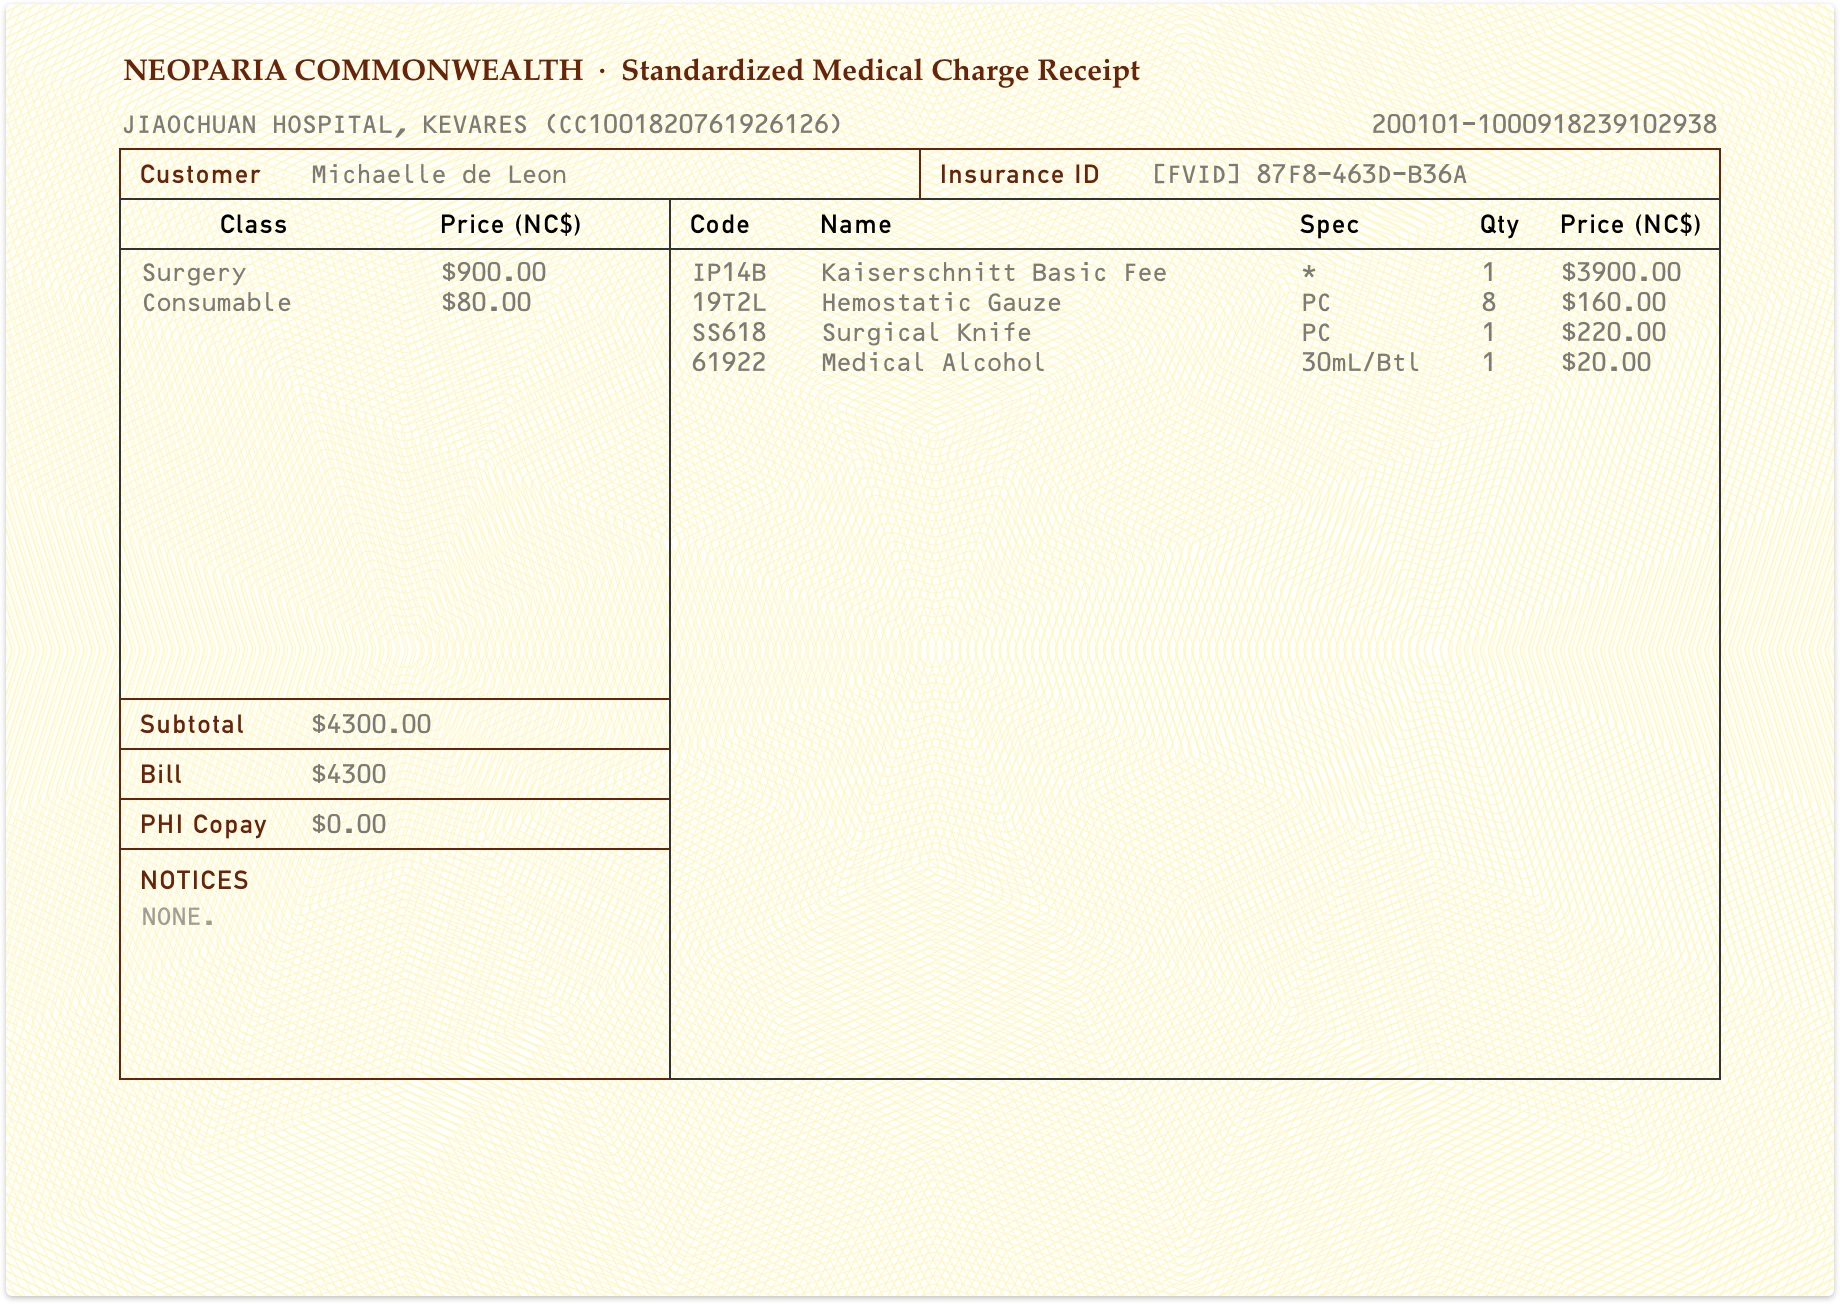 NEOPARIA COMMONWEALTH · Standardized Medical Charge Receipt
JIAOCHUAN HOSPITAL, KEVARES (CC1001820761926126) 200101-1000918239102938
Customer Michaelle de Leon Insurance ID [FVID] 87F8-463D-B36A
Class Price (NC$)
Surgery $900.00
Consumable $80.00
Subtotal $4300.00
Bill $4300
PHI Copay $0.00
NOTICES
NONE.
Code Name Spec Qty Price (NC$)
IP14B Kaiserschnitt Basic Fee * 1 $3900.00
19T2L Hemostatic Gauze PC 8 $160.00
SS618 Surgical Knife PC 1 $220.00
61922 Medical Alcohol 30mL/Btl 1 $20.00